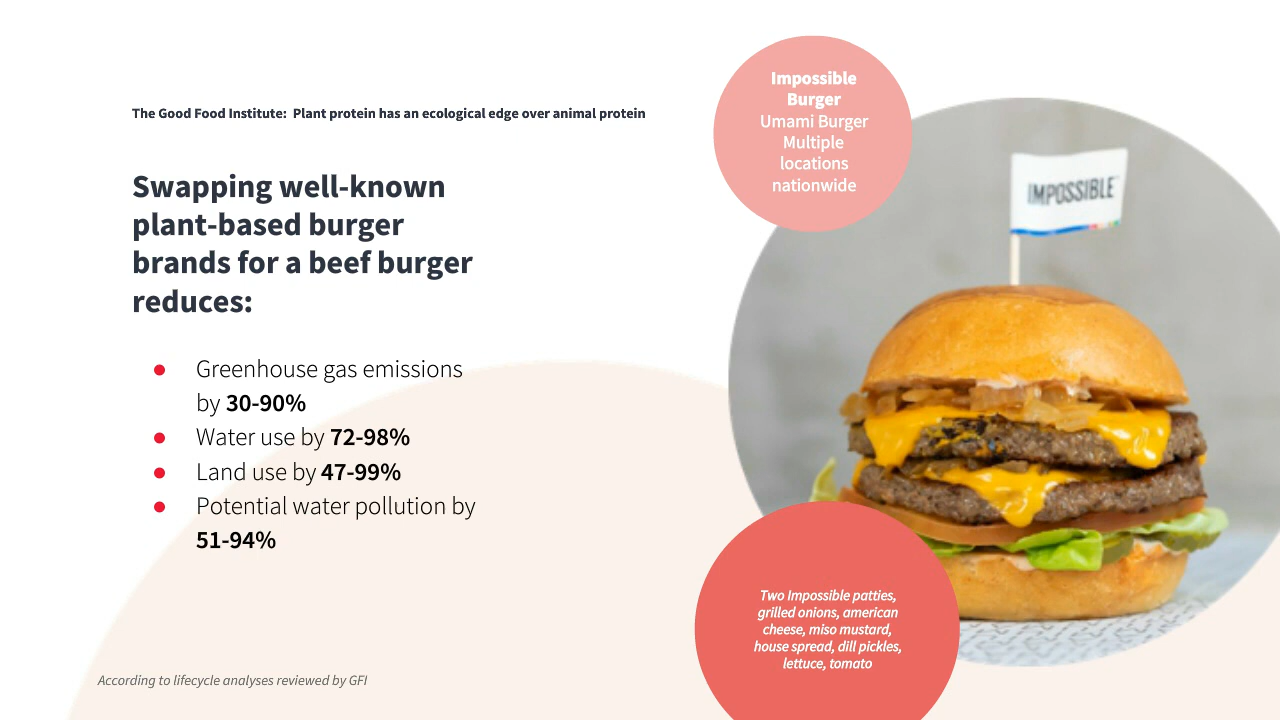 The Good Food Institute:  Plant protein has an ecological edge over animal protein
Swapping well-known
plant-based burger
brands for a beef burger
reduces:
● Greenhouse gas emissions
by 30-90%
● Water use by 72-98%
● Land use by 47-99%
● Potential water pollution by
51-94%
According to lifecycle analyses reviewed by GFI
Impossible
Burger
Umami Burger
Multiple
locations
nationwide
IMPOSSIBLE™
Two Impossible patties,
grilled onions, american
cheese, miso mustard,
house spread, dill pickles,
lettuce, tomato